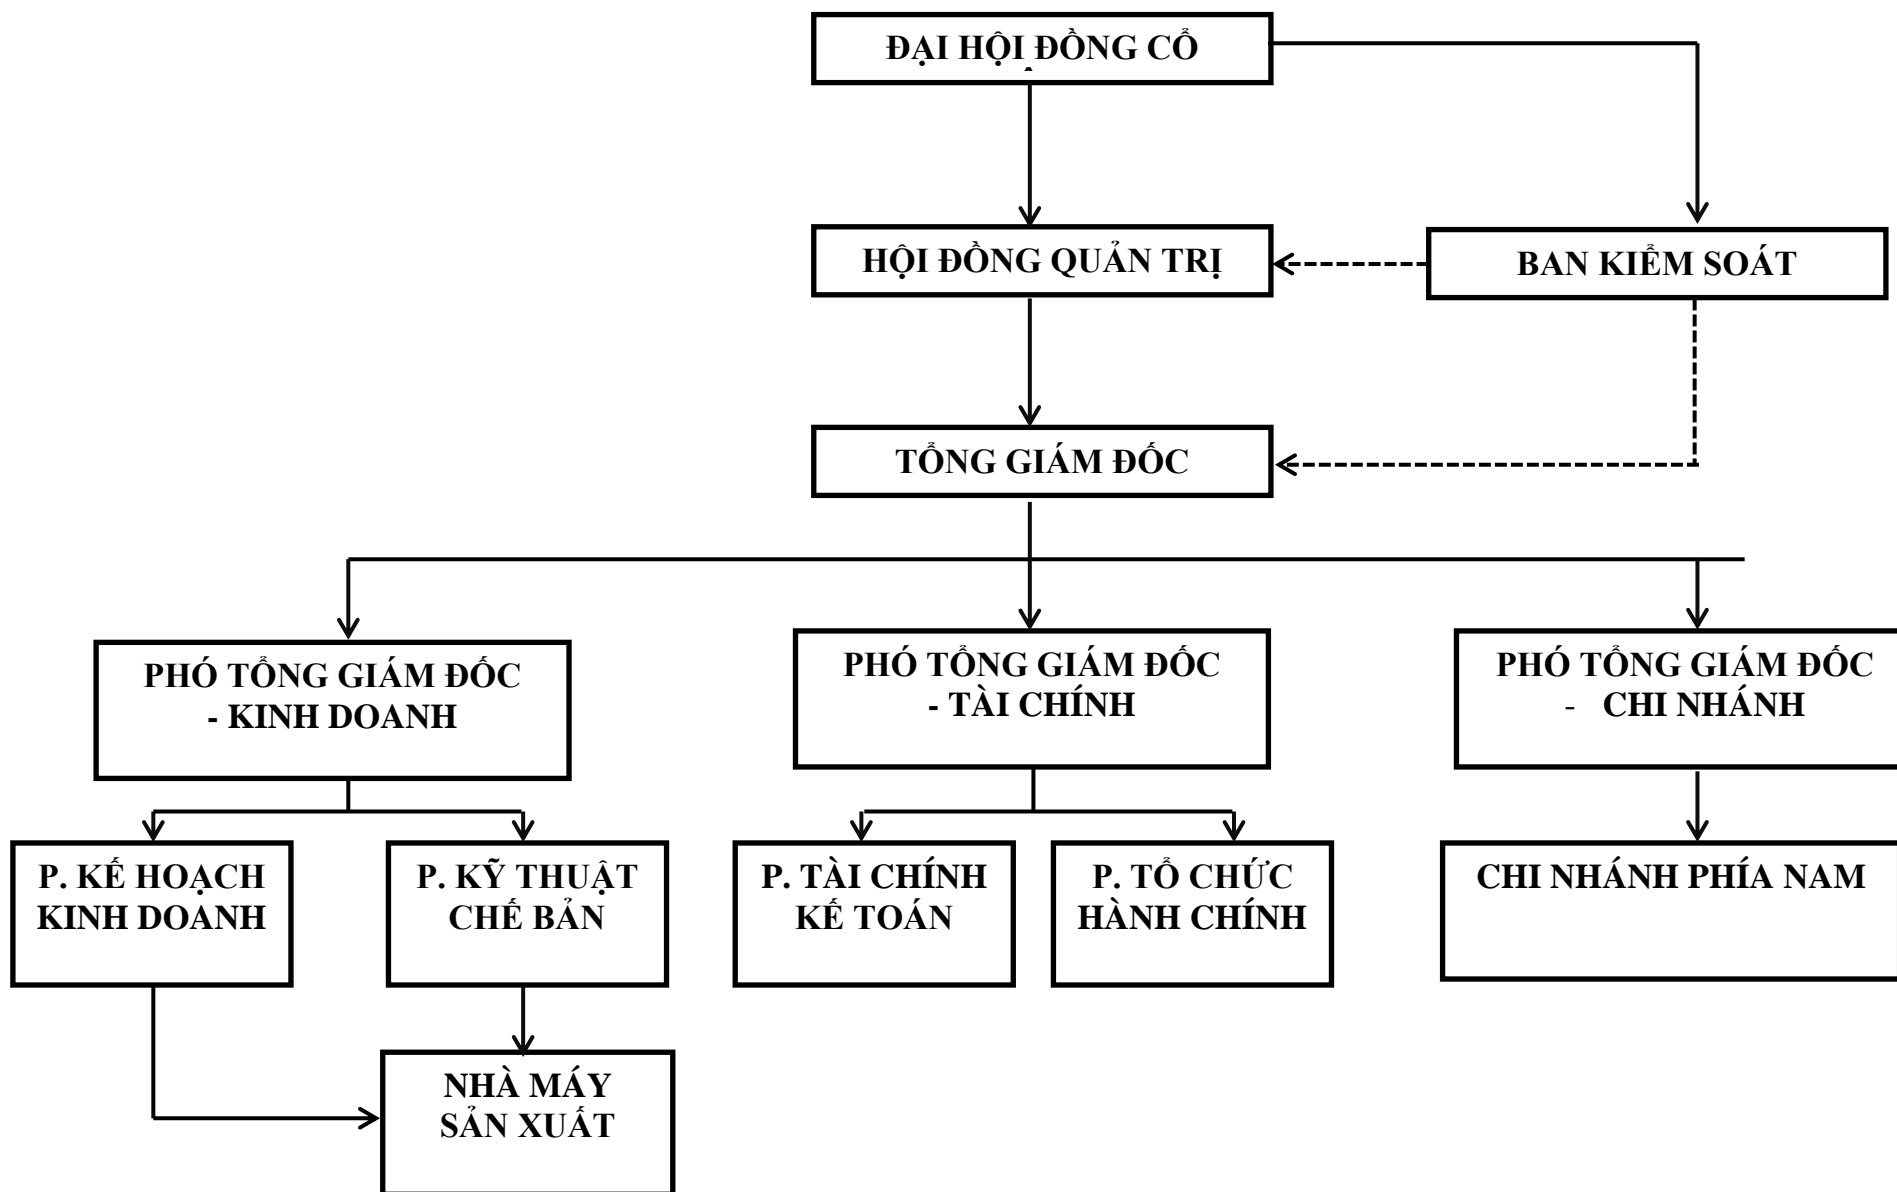 ĐẠI HỘI ĐỒNG CỔ
HỘI ĐỒNG QUẢN TRỊ
BAN KIỂM SOÁT
TỔNG GIÁM ĐỐC
PHÓ TỔNG GIÁM ĐỐC
- KINH DOANH
PHÓ TỔNG GIÁM ĐỐC
- TÀI CHÍNH
PHÓ TỔNG GIÁM ĐỐC
- CHI NHÁNH
P. KẾ HOẠCH
KINH DOANH
P. KỸ THUẬT
CHẾ BẢN
P. TÀI CHÍNH
KẾ TOÁN
P. TỔ CHỨC
HÀNH CHÍNH
CHI NHÁNH PHÍA NAM
NHÀ MÁY
SẢN XUẤT